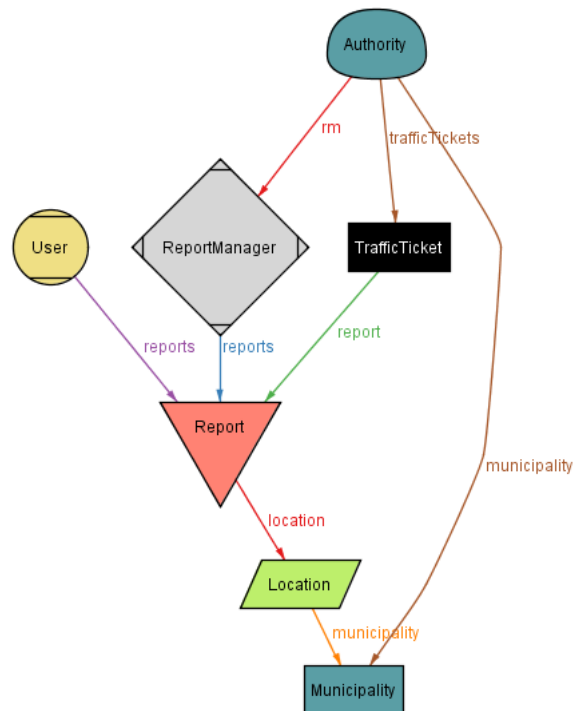 Authority
rm
trafficTickets
User
ReportManager
TrafficTicket
reports
reports
report
Report
municipality
location
Location
municipality
Municipality